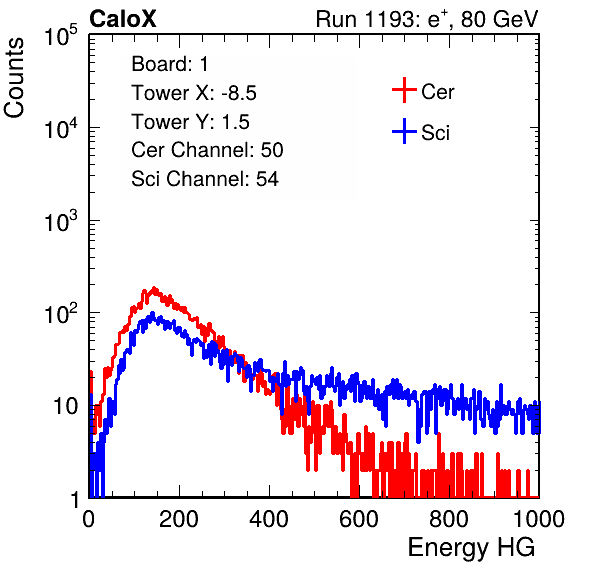 CaloX Run 1193: e⁺, 80 GeV
Counts
10⁵
10⁴
10³
10²
10
1
Board: 1
Tower X: -8.5
Tower Y: 1.5
Cer Channel: 50
Sci Channel: 54
Cer
Sci
0 200 400 600 800 1000
Energy HG